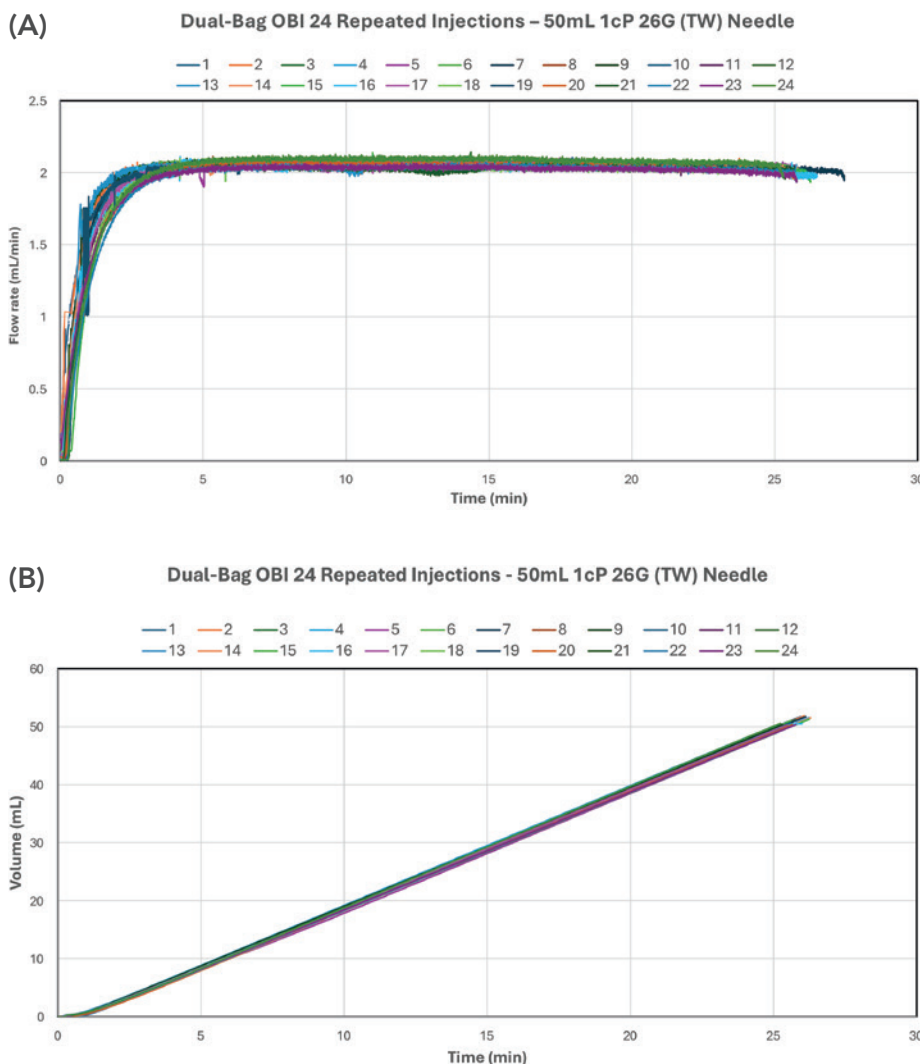 (A)
Dual-Bag OBI 24 Repeated Injections – 50mL 1cP 26G (TW) Needle
1 2 3 4 5 6 7 8 9 10 11 12
13 14 15 16 17 18 19 20 21 22 23 24
2.5
2
1.5
1
0.5
0
Flow rate (mL/min)
0 5 10 15 20 25 30
Time (min)
(B)
Dual-Bag OBI 24 Repeated Injections - 50mL 1cP 26G (TW) Needle
1 2 3 4 5 6 7 8 9 10 11 12
13 14 15 16 17 18 19 20 21 22 23 24
60
50
40
30
20
10
0
Volume (mL)
0 5 10 15 20 25 30
Time (min)